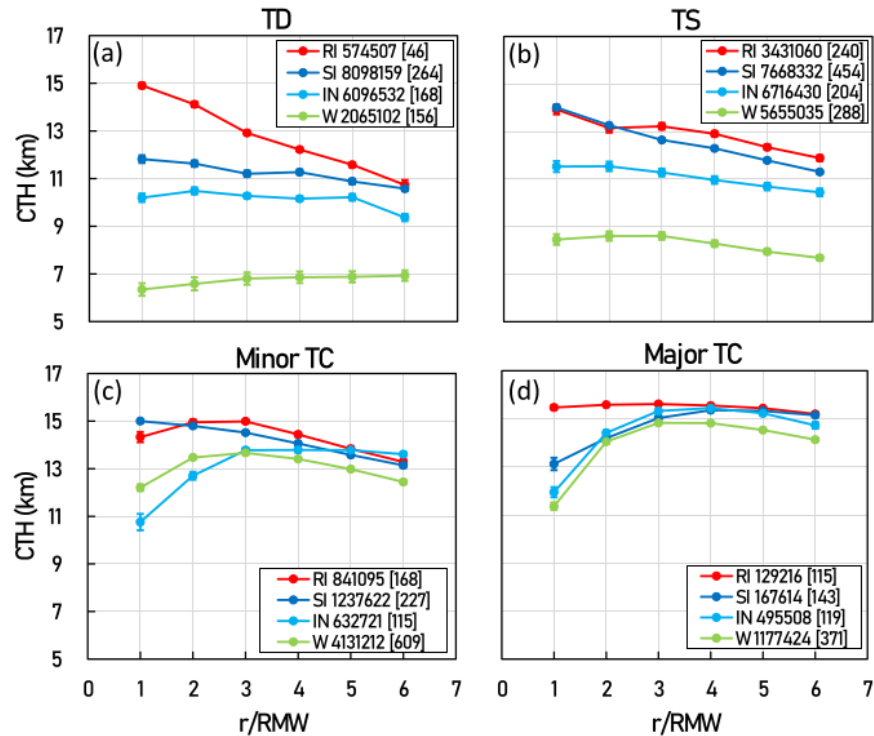 TD
(a)
RI 574507 [46]
SI 8098159 [264]
IN 6096532 [168]
W 2065102 [156]
17
15
13
11
9
7
5
CTH (km)
TS
(b)
RI 3431060 [240]
SI 7668332 [454]
IN 6716430 [204]
W 5655035 [288]
Minor TC
(c)
17
15
13
11
9
7
5
CTH (km)
RI 841095 [168]
SI 1237622 [227]
IN 632721 [115]
W 4131212 [609]
0 1 2 3 4 5 6 7
r/RMW
Major TC
(d)
RI 129216 [115]
SI 167614 [143]
IN 495508 [119]
W 1177424 [371]
0 1 2 3 4 5 6 7
r/RMW